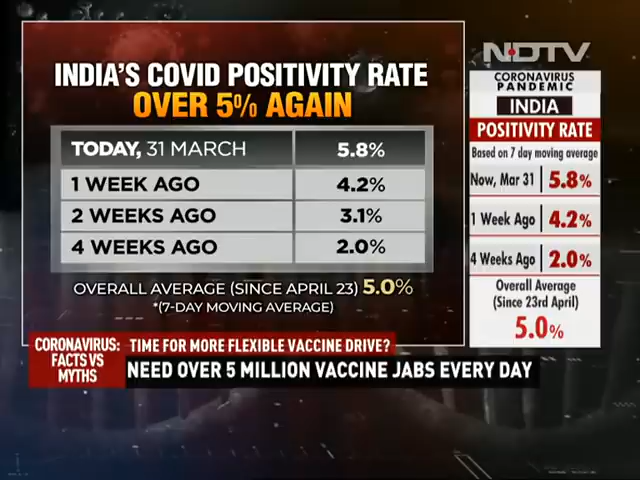 INDIA'S COVID POSITIVITY RATE
OVER 5% AGAIN
TODAY, 31 MARCH 5.8%
1 WEEK AGO 4.2%
2 WEEKS AGO 3.1%
4 WEEKS AGO 2.0%
OVERALL AVERAGE (SINCE APRIL 23) 5.0%
*(7-DAY MOVING AVERAGE)
NDTV
CORONAVIRUS
PANDEMIC
INDIA
POSITIVITY RATE
Based on 7 day moving average
Now, Mar 31 5.8%
1 Week Ago 4.2%
4 Weeks Ago 2.0%
Overall Average
(Since 23rd April)
5.0%
CORONAVIRUS:
FACTS VS
MYTHS
TIME FOR MORE FLEXIBLE VACCINE DRIVE?
NEED OVER 5 MILLION VACCINE JABS EVERY DAY